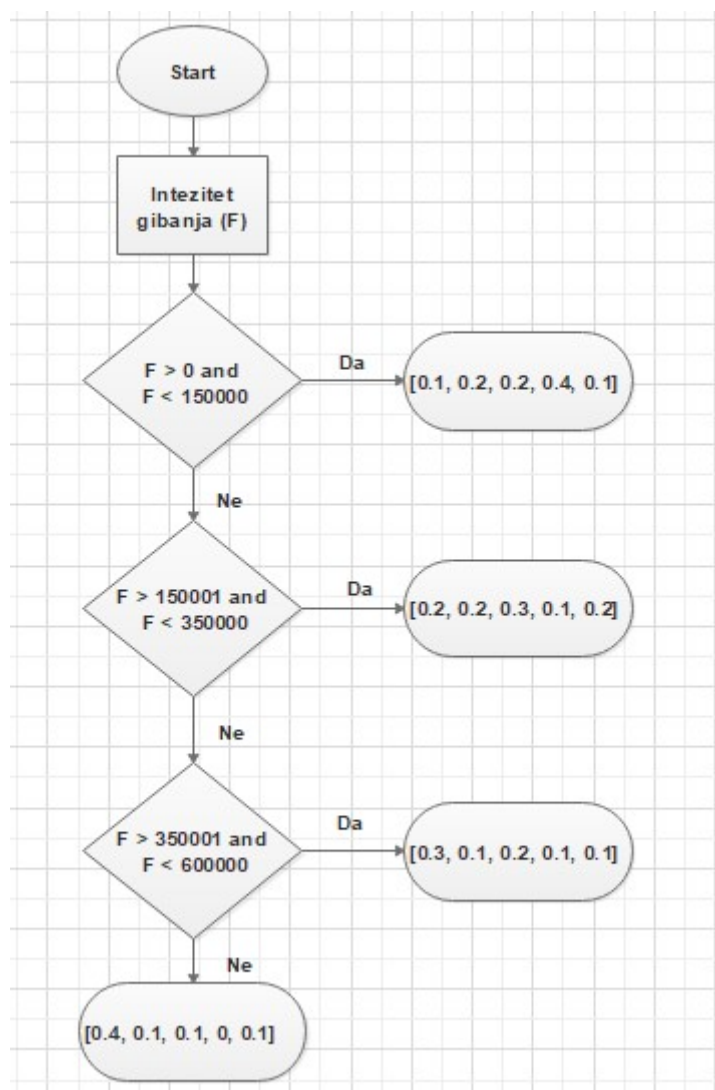 Start
Intezitet
gibanja (F)
F > 0 and
F < 150000
Da
[0.1, 0.2, 0.2, 0.4, 0.1]
Ne
F > 150001 and
F < 350000
Da
[0.2, 0.2, 0.3, 0.1, 0.2]
Ne
F > 350001 and
F < 600000
Da
[0.3, 0.1, 0.2, 0.1, 0.1]
Ne
[0.4, 0.1, 0.1, 0, 0.1]